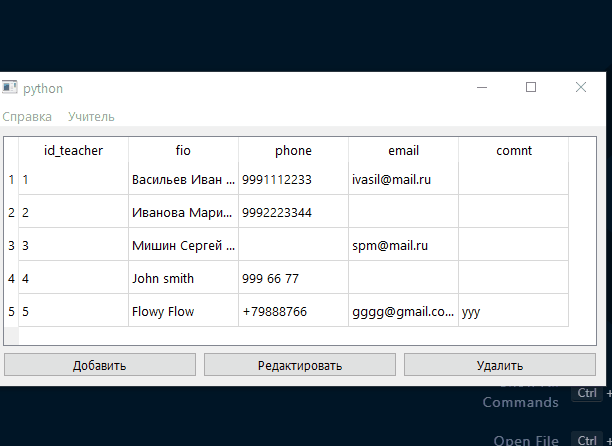 python
Справка Учитель
id_teacher fio phone email comnt
1 1 Васильев Иван ... 9991112233 ivasil@mail.ru
2 2 Иванова Мари... 9992223344
3 3 Мишин Сергей ... spm@mail.ru
4 4 John smith 999 66 77
5 5 Flowy Flow +79888766 gggg@gmail.co... yyy
Добавить Редактировать Удалить
Commands Ctrl +
Open File Ctrl +